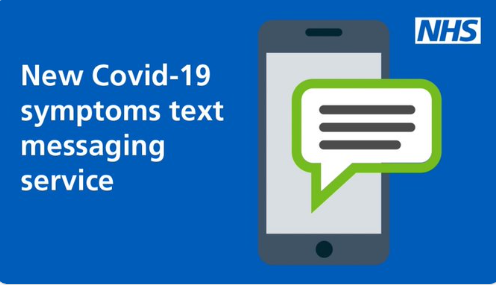 NHS
New Covid-19
symptoms text
messaging
service